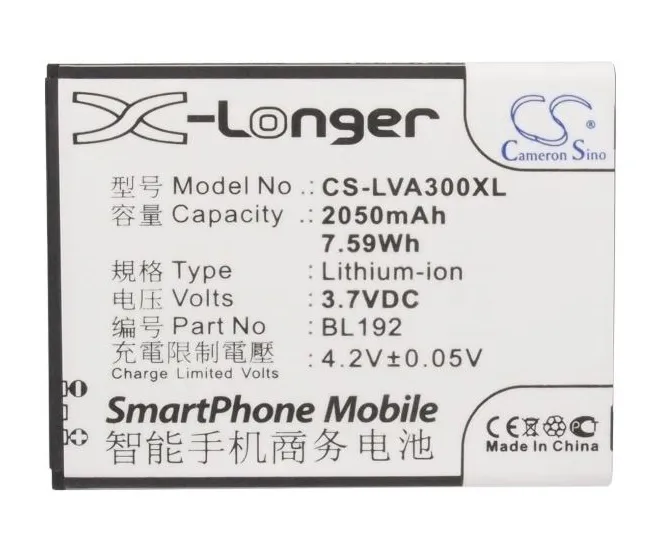 X-Longer
CS
Cameron Sino
型号 Model No.: CS-LVA300XL
容量 Capacity : 2050mAh
7.59Wh
規格 Type : Lithium-ion
电压 Volts : 3.7VDC
编号 Part No : BL192
充電限制電壓 : 4.2V±0.05V
Charge Limited Volts
SmartPhone Mobile
智能手机商务电池
CE
Made In China